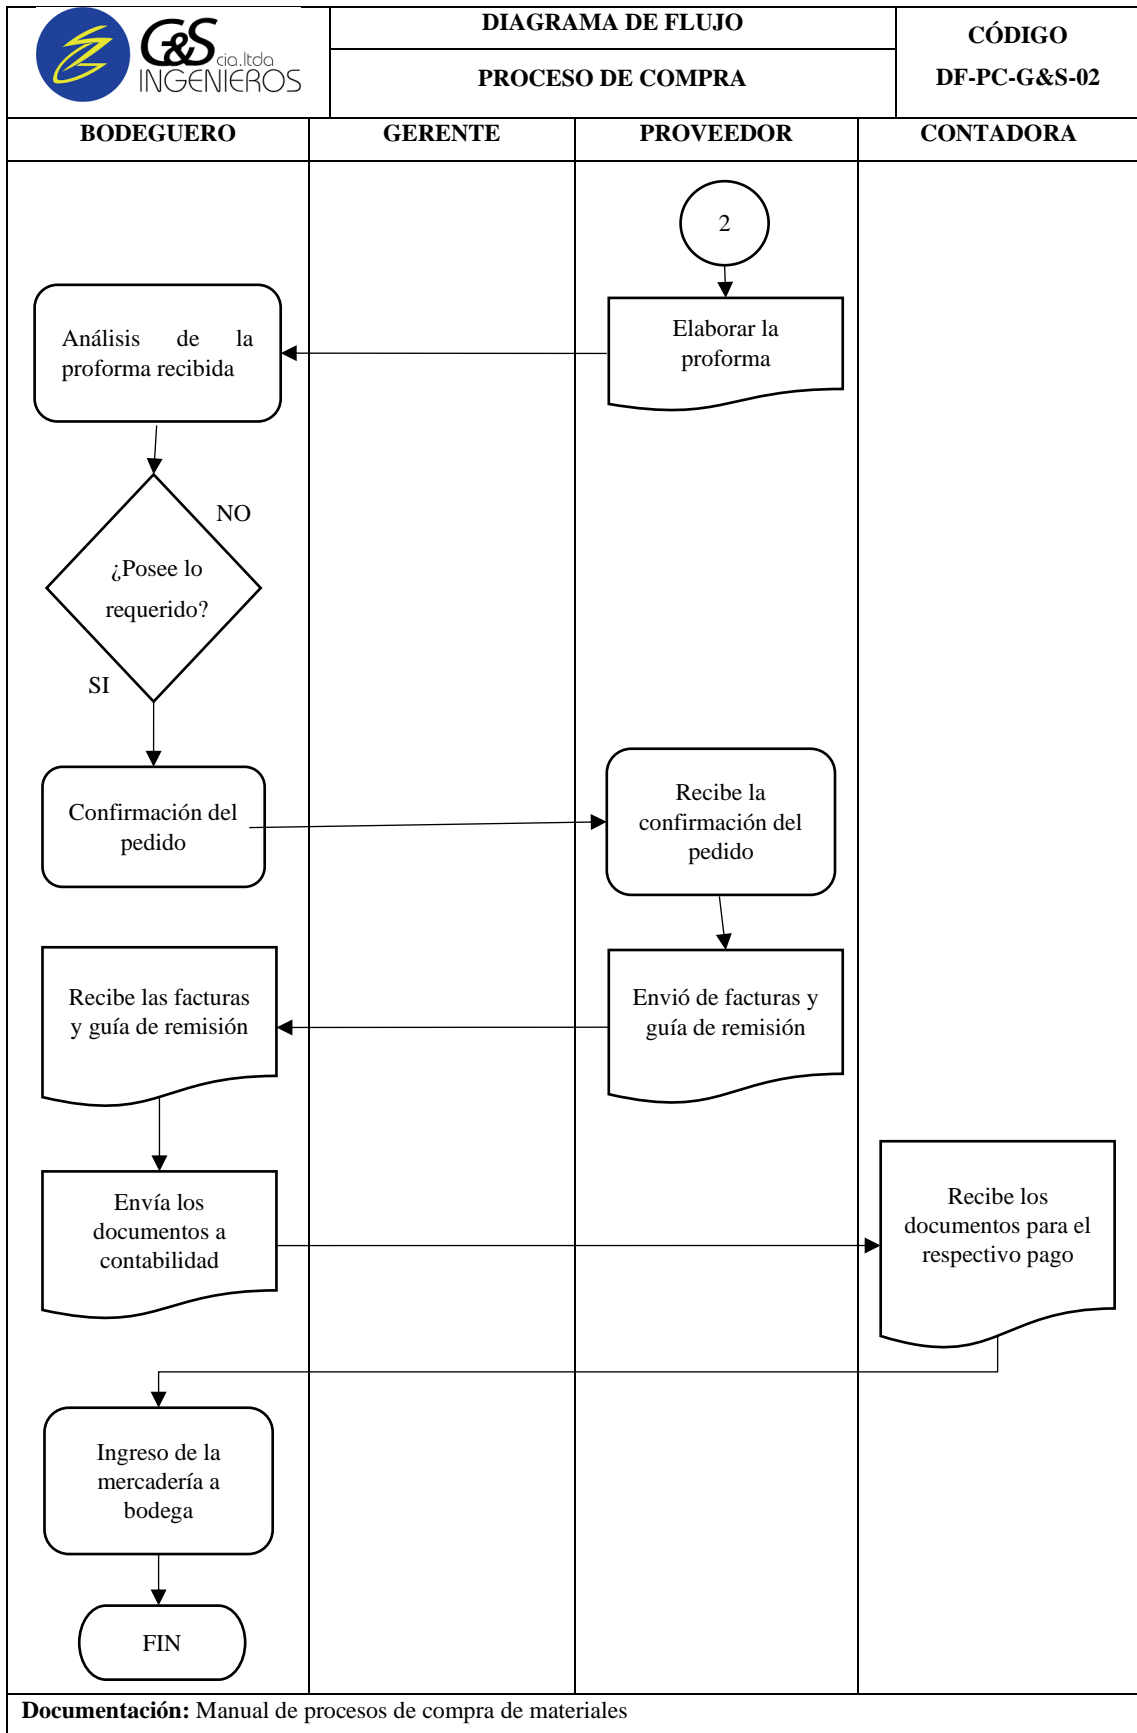 G&S cia.ltda
INGENIEROS
DIAGRAMA DE FLUJO
PROCESO DE COMPRA
CÓDIGO
DF-PC-G&S-02
BODEGUERO
GERENTE
PROVEEDOR
CONTADORA
2
Elaborar la
proforma
Análisis de la
proforma recibida
NO
¿Posee lo
requerido?
SI
Confirmación del
pedido
Recibe la
confirmación del
pedido
Envió de facturas y
guía de remisión
Recibe las facturas
y guía de remisión
Envía los
documentos a
contabilidad
Recibe los
documentos para el
respectivo pago
Ingreso de la
mercadería a
bodega
FIN
Documentación: Manual de procesos de compra de materiales